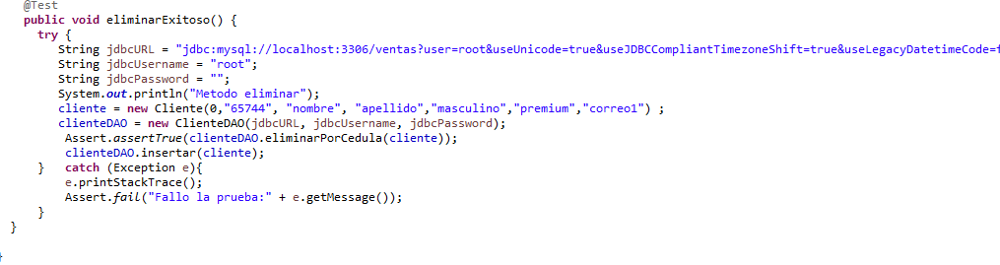 @Test
public void eliminarExitoso() {
try {
String jdbcURL = "jdbc:mysql://localhost:3306/ventas?user=root&useUnicode=true&useJDBCCompliantTimezoneShift=true&useLegacyDatetimeCode=f
String jdbcUsername = "root";
String jdbcPassword = "";
System.out.println("Metodo eliminar");
cliente = new Cliente(0,"65744", "nombre", "apellido","masculino","premium","correo1") ;
clienteDAO = new ClienteDAO(jdbcURL, jdbcUsername, jdbcPassword);
Assert.assertTrue(clienteDAO.eliminarPorCedula(cliente));
clienteDAO.insertar(cliente);
} catch (Exception e){
e.printStackTrace();
Assert.fail("Fallo la prueba:" + e.getMessage());
}
}
}